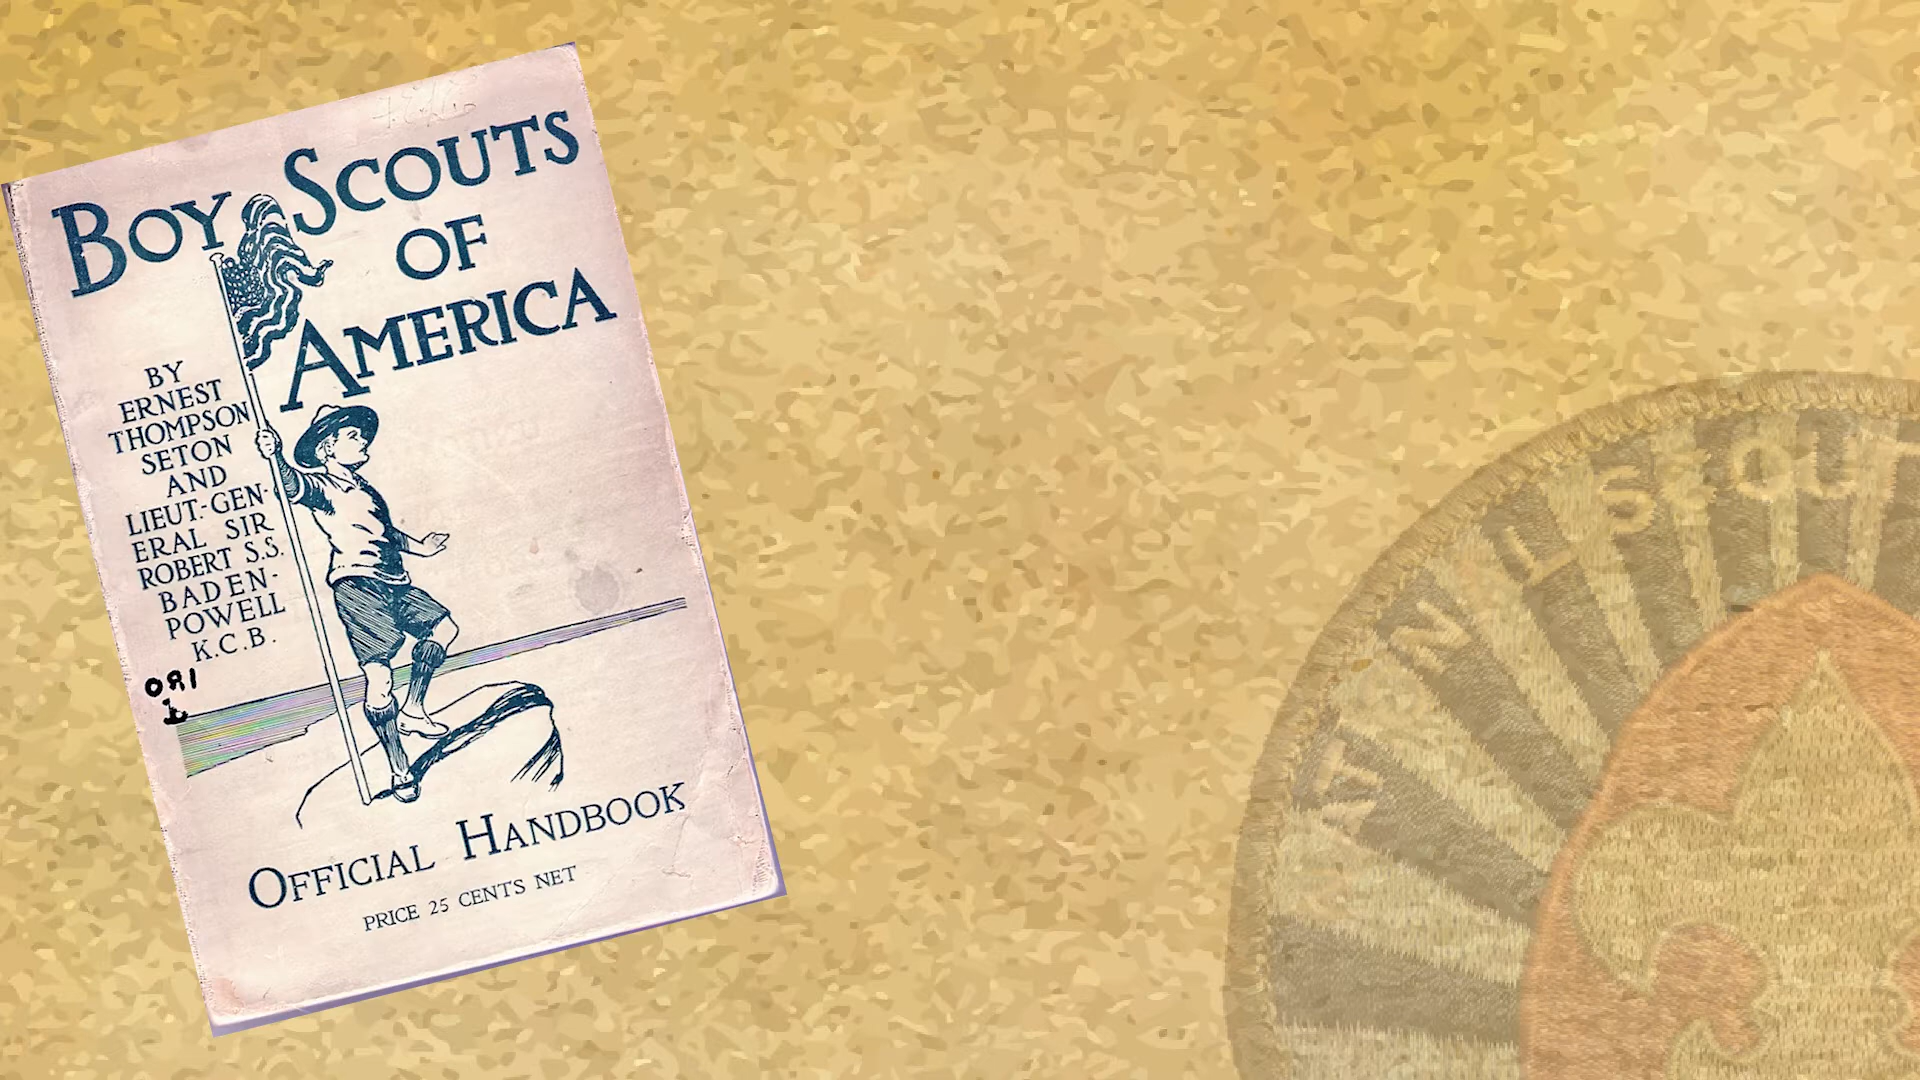 BOY SCOUTS
OF
AMERICA
BY
ERNEST
THOMPSON
SETON
AND
LIEUT.-GEN-
ERAL SIR
ROBERT S.S.
BADEN-
POWELL
K.C.B.
ORI
OFFICIAL HANDBOOK
PRICE 25 CENTS NET